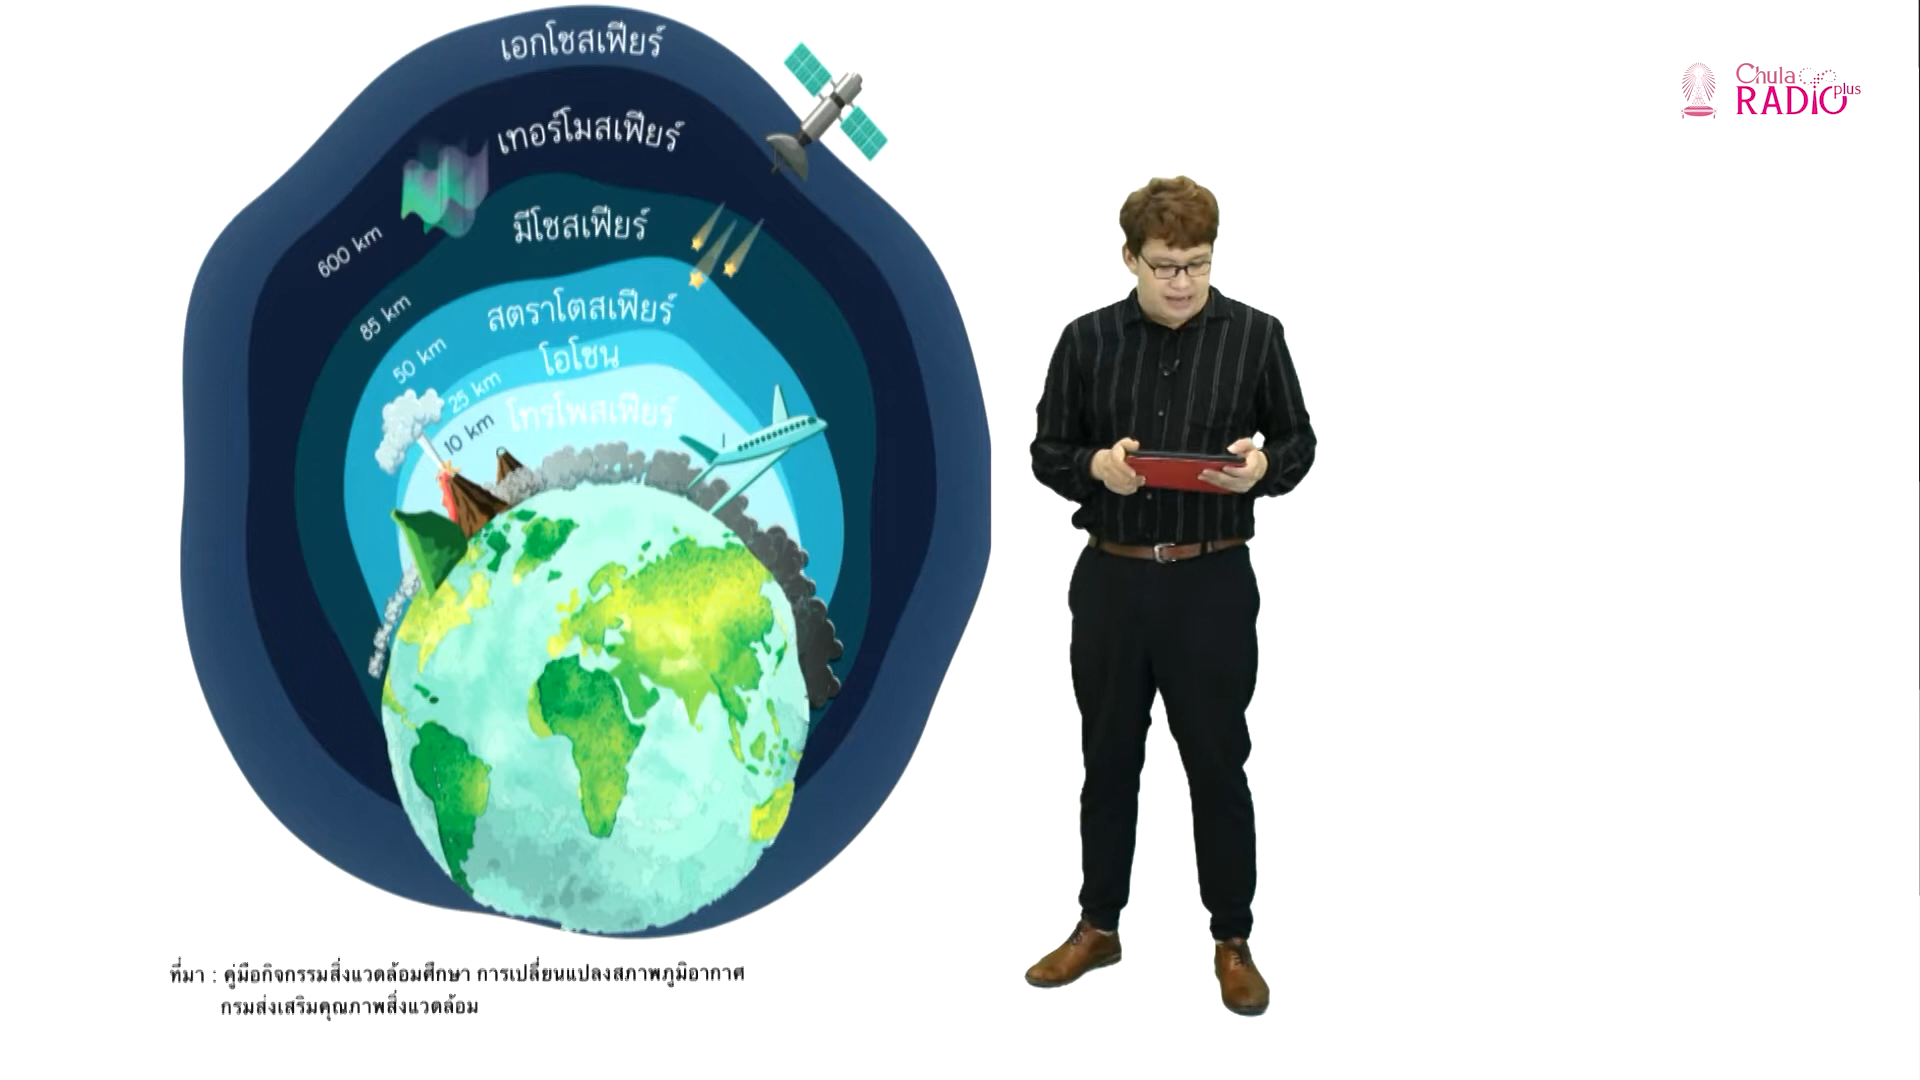 เอกโซสเฟียร์
เทอร์โมสเฟียร์
มีโซสเฟียร์
สตราโตสเฟียร์
โอโซน
โทรโพสเฟียร์
600 km
85 km
50 km
25 km
10 km
Chula
RADIO plus
ที่มา : คู่มือกิจกรรมสิ่งแวดล้อมศึกษา การเปลี่ยนแปลงสภาพภูมิอากาศ
กรมส่งเสริมคุณภาพสิ่งแวดล้อม